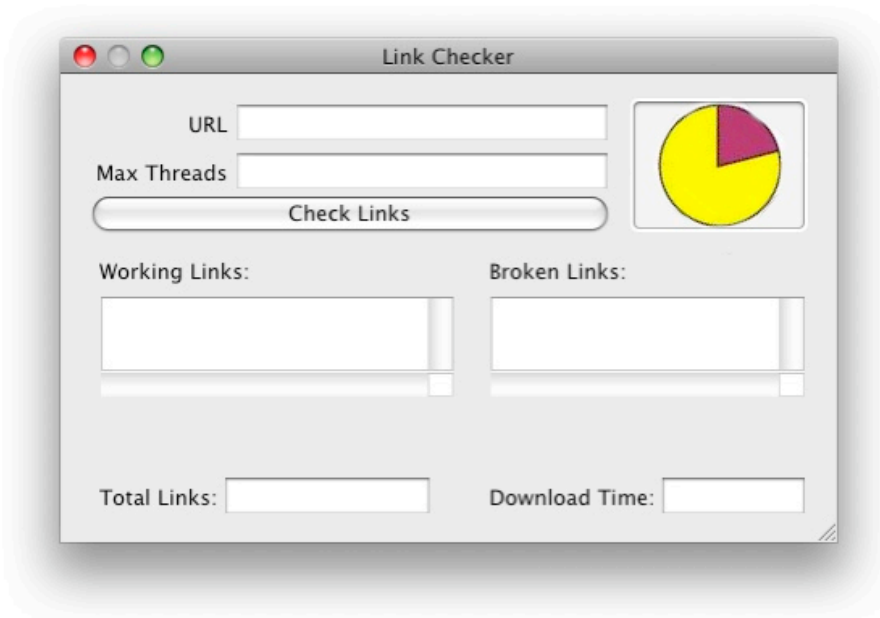 Link Checker
URL
Max Threads
Check Links
Working Links:
Broken Links:
Total Links:
Download Time: